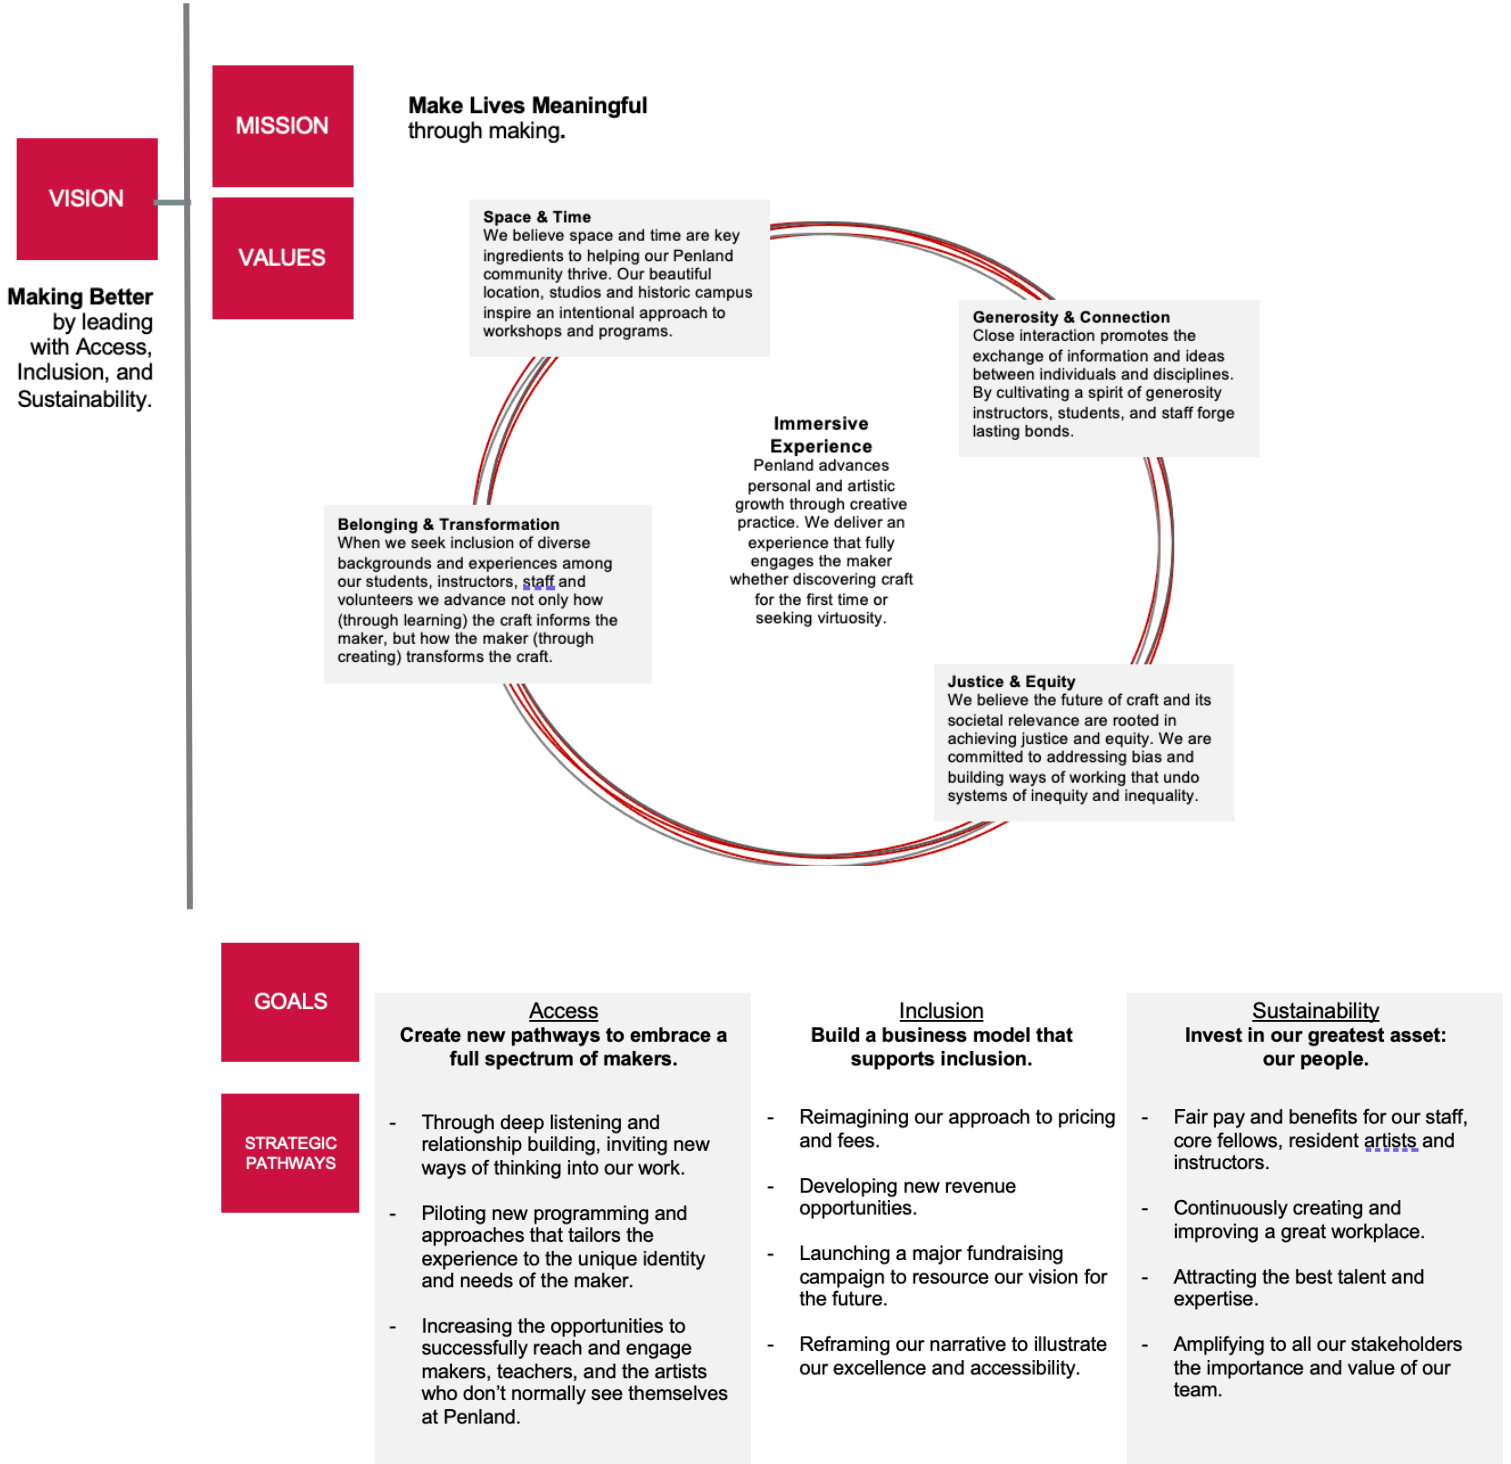 VISION
Making Better
by leading
with Access,
Inclusion, and
Sustainability.
MISSION
Make Lives Meaningful
through making.
VALUES
Space & Time
We believe space and time are key
ingredients to helping our Penland
community thrive. Our beautiful
location, studios and historic campus
inspire an intentional approach to
workshops and programs.
Generosity & Connection
Close interaction promotes the
exchange of information and ideas
between individuals and disciplines.
By cultivating a spirit of generosity
instructors, students, and staff forge
lasting bonds.
Immersive
Experience
Penland advances
personal and artistic
growth through creative
practice. We deliver an
experience that fully
engages the maker
whether discovering craft
for the first time or
seeking virtuosity.
Belonging & Transformation
When we seek inclusion of diverse
backgrounds and experiences among
our students, instructors, staff and
volunteers we advance not only how
(through learning) the craft informs the
maker, but how the maker (through
creating) transforms the craft.
Justice & Equity
We believe the future of craft and its
societal relevance are rooted in
achieving justice and equity. We are
committed to addressing bias and
building ways of working that undo
systems of inequity and inequality.
GOALS
STRATEGIC
PATHWAYS
Access
Create new pathways to embrace a
full spectrum of makers.
- Through deep listening and
relationship building, inviting new
ways of thinking into our work.
- Piloting new programming and
approaches that tailors the
experience to the unique identity
and needs of the maker.
- Increasing the opportunities to
successfully reach and engage
makers, teachers, and the artists
who don’t normally see themselves
at Penland.
Inclusion
Build a business model that
supports inclusion.
- Reimagining our approach to pricing
and fees.
- Developing new revenue
opportunities.
- Launching a major fundraising
campaign to resource our vision for
the future.
- Reframing our narrative to illustrate
our excellence and accessibility.
Sustainability
Invest in our greatest asset:
our people.
- Fair pay and benefits for our staff,
core fellows, resident artists and
instructors.
- Continuously creating and
improving a great workplace.
- Attracting the best talent and
expertise.
- Amplifying to all our stakeholders
the importance and value of our
team.